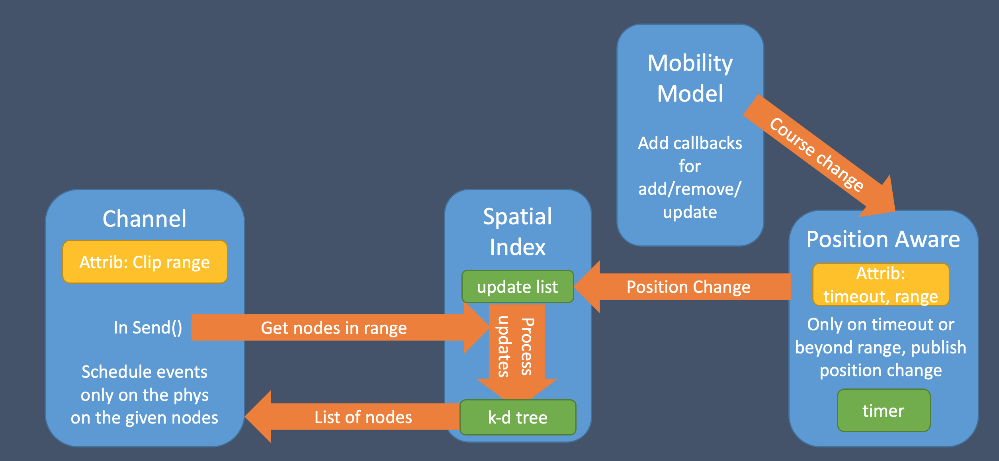 Mobility
Model
Add callbacks
for
add/remove/
update
Course change
Channel
Attrib: Clip range
In Send()
Schedule events
only on the phys
on the given nodes
Get nodes in range
List of nodes
Spatial
Index
update list
Process
updates
k-d tree
Position Change
Position Aware
Attrib:
timeout, range
Only on timeout or
beyond range, publish
position change
timer